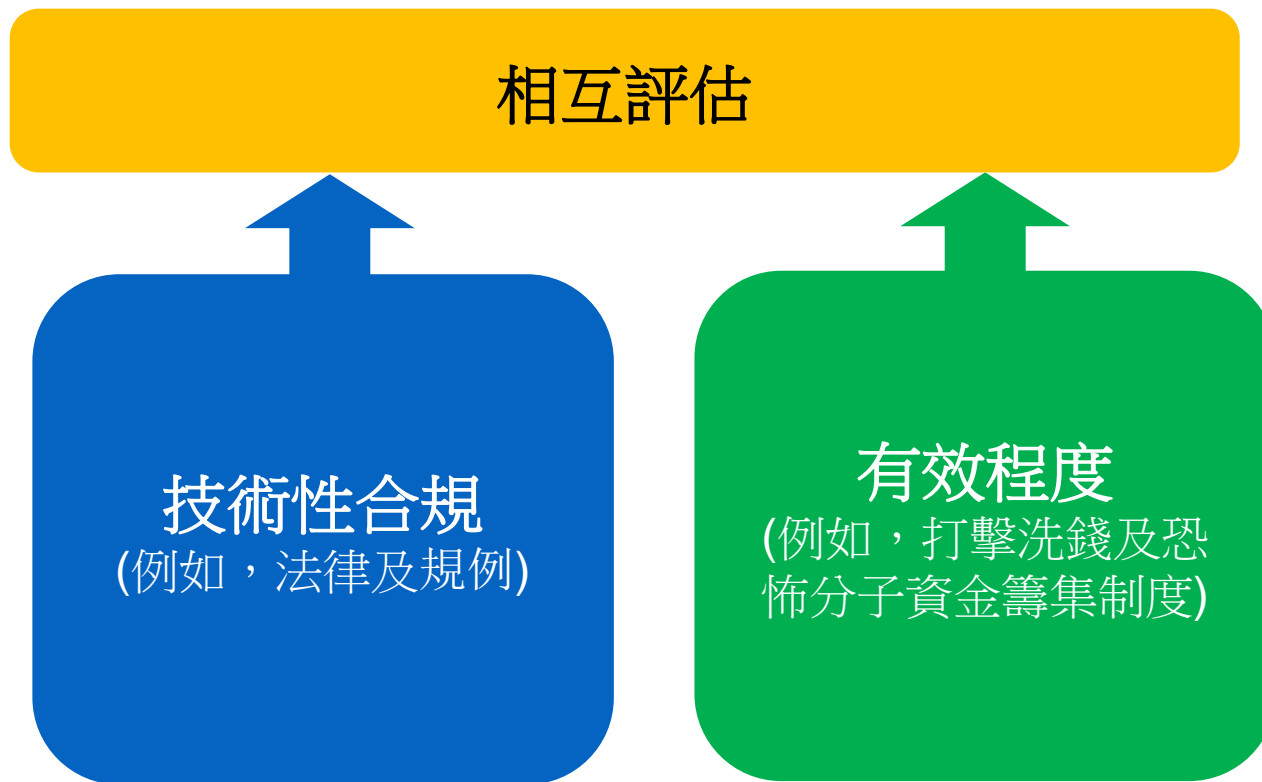 相互評估
技術性合規
(例如，法律及規例)
有效程度
(例如，打擊洗錢及恐
怖分子資金籌集制度)